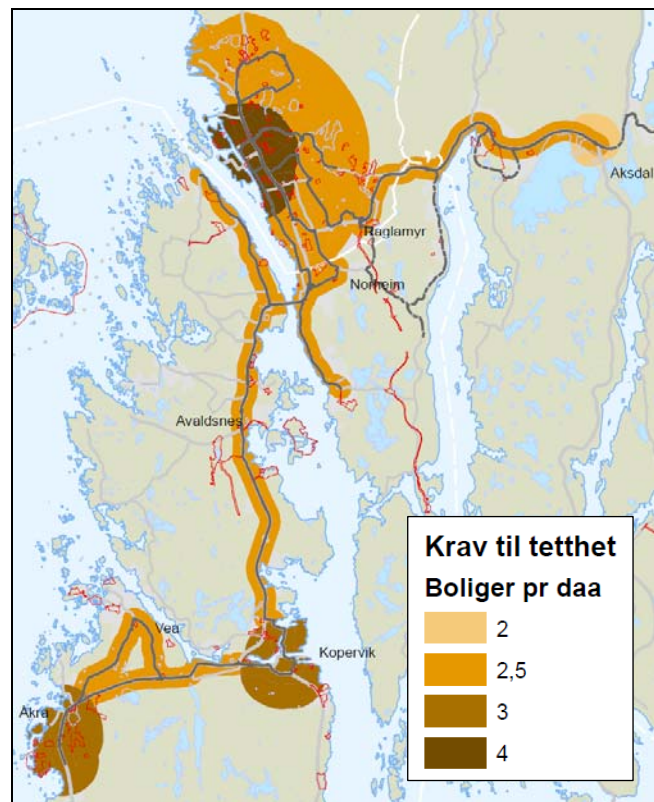 Aksdal
Raglamyr
Norheim
Avaldsnes
Vea
Kopervik
Åkra
Krav til tetthet
Boliger pr daa
2
2,5
3
4